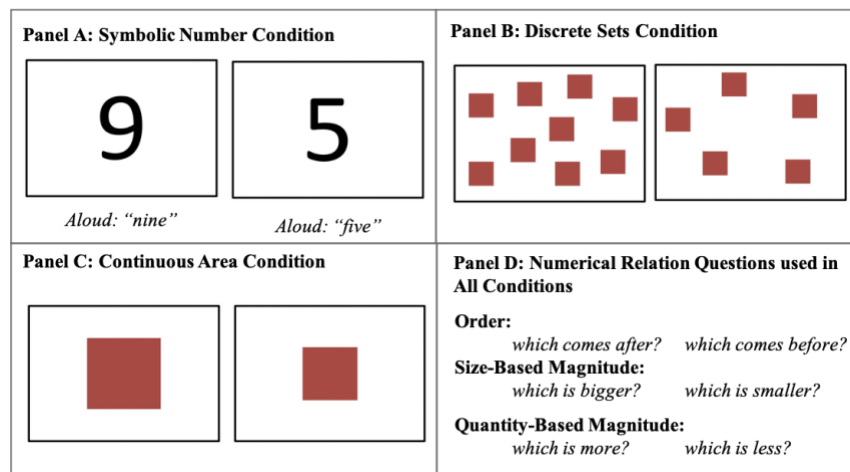 Panel A: Symbolic Number Condition
9
5
Aloud: “nine”
Aloud: “five”
Panel B: Discrete Sets Condition
Panel C: Continuous Area Condition
Panel D: Numerical Relation Questions used in
All Conditions
Order:
which comes after? which comes before?
Size-Based Magnitude:
which is bigger? which is smaller?
Quantity-Based Magnitude:
which is more? which is less?